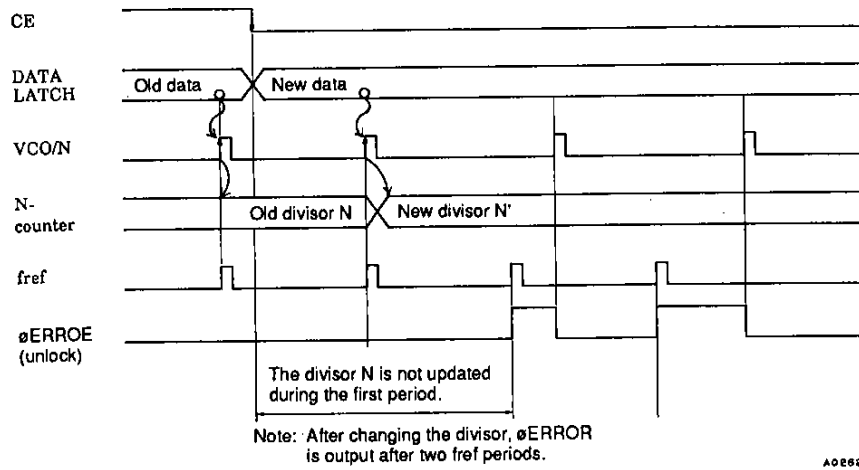 CE
DATA
LATCH
Old data
New data
VCO/N
N-
counter
Old divisor N
New divisor N'
fref
øERROE
(unlock)
The divisor N is not updated
during the first period.
Note: After changing the divisor, øERROR
is output after two fref periods.